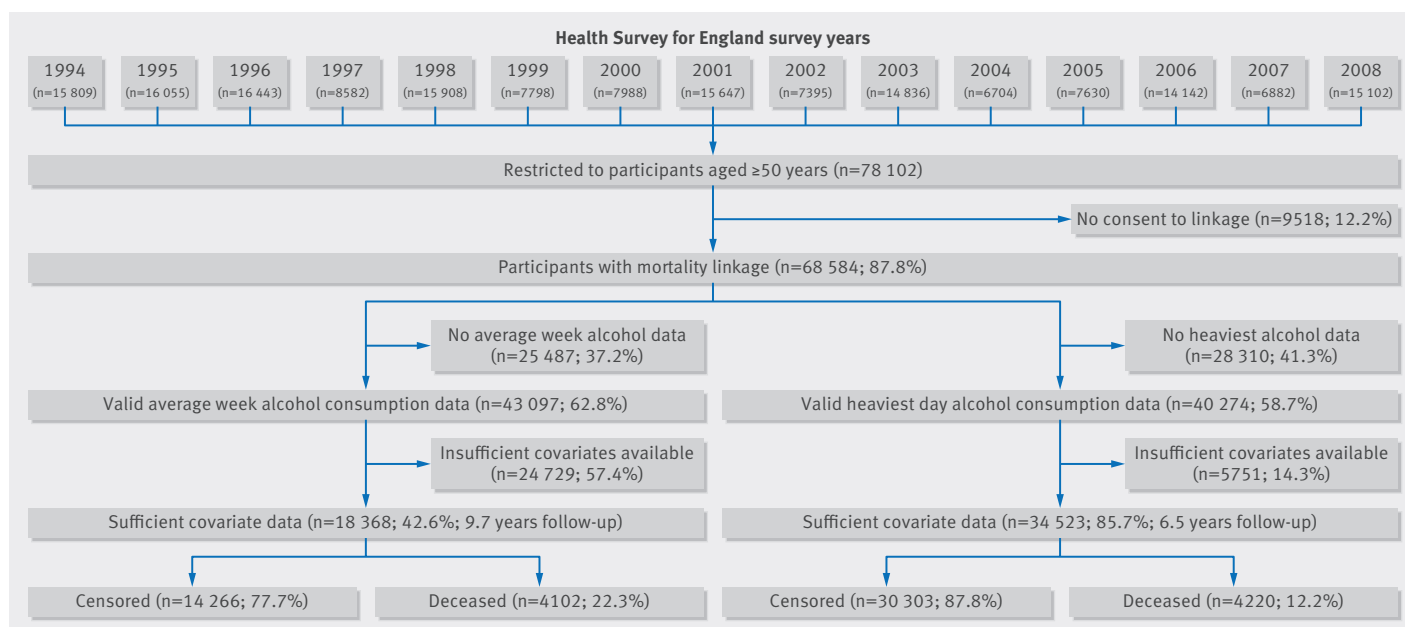 Health Survey for England survey years
1994 1995 1996 1997 1998 1999 2000 2001 2002 2003 2004 2005 2006 2007 2008
(n=15 809) (n=16 055) (n=16 443) (n=8582) (n=15 908) (n=7798) (n=7988) (n=15 647) (n=7395) (n=14 836) (n=6704) (n=7630) (n=14 142) (n=6882) (n=15 102)
Restricted to participants aged ≥50 years (n=78 102)
No consent to linkage (n=9518; 12.2%)
Participants with mortality linkage (n=68 584; 87.8%)
No average week alcohol data
(n=25 487; 37.2%)
No heaviest alcohol data
(n=28 310; 41.3%)
Valid average week alcohol consumption data (n=43 097; 62.8%)
Valid heaviest day alcohol consumption data (n=40 274; 58.7%)
Insufficient covariates available
(n=24 729; 57.4%)
Insufficient covariates available
(n=5751; 14.3%)
Sufficient covariate data (n=18 368; 42.6%; 9.7 years follow-up)
Sufficient covariate data (n=34 523; 85.7%; 6.5 years follow-up)
Censored (n=14 266; 77.7%)
Deceased (n=4102; 22.3%)
Censored (n=30 303; 87.8%)
Deceased (n=4220; 12.2%)